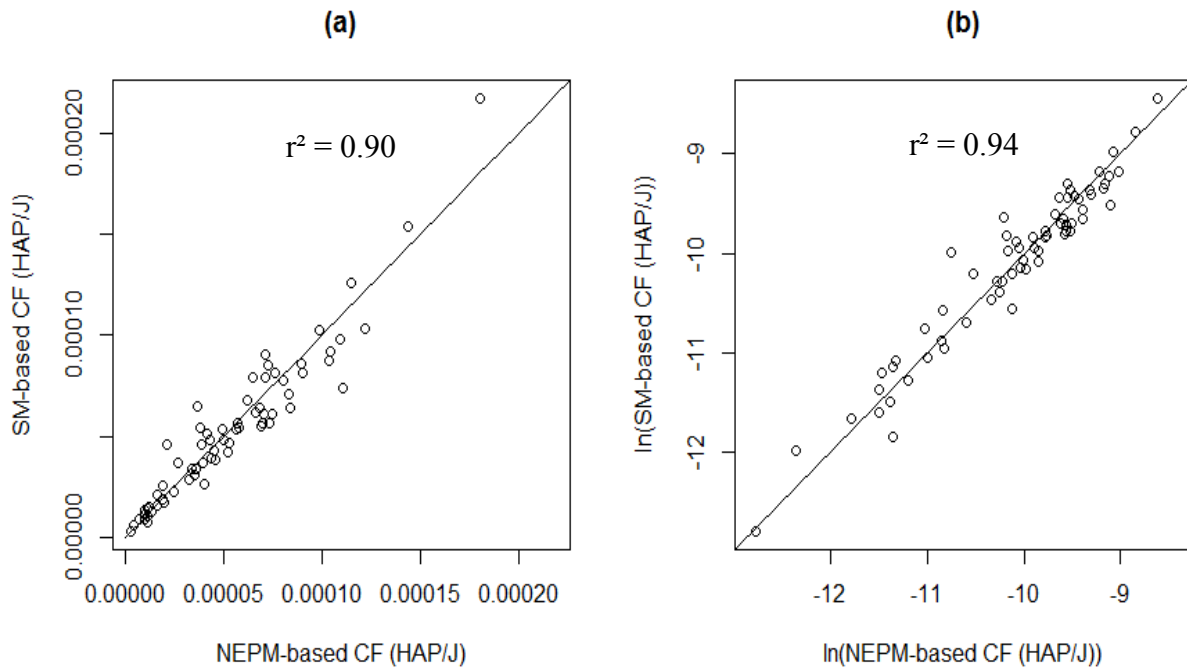 (a)
r² = 0.90
SM-based CF (HAP/J)
0.00020
0.00010
0.00000
0.00000 0.00005 0.00010 0.00015 0.00020
NEPM-based CF (HAP/J)
(b)
r² = 0.94
ln(SM-based CF (HAP/J))
-9
-10
-11
-12
-12 -11 -10 -9
ln(NEPM-based CF (HAP/J))